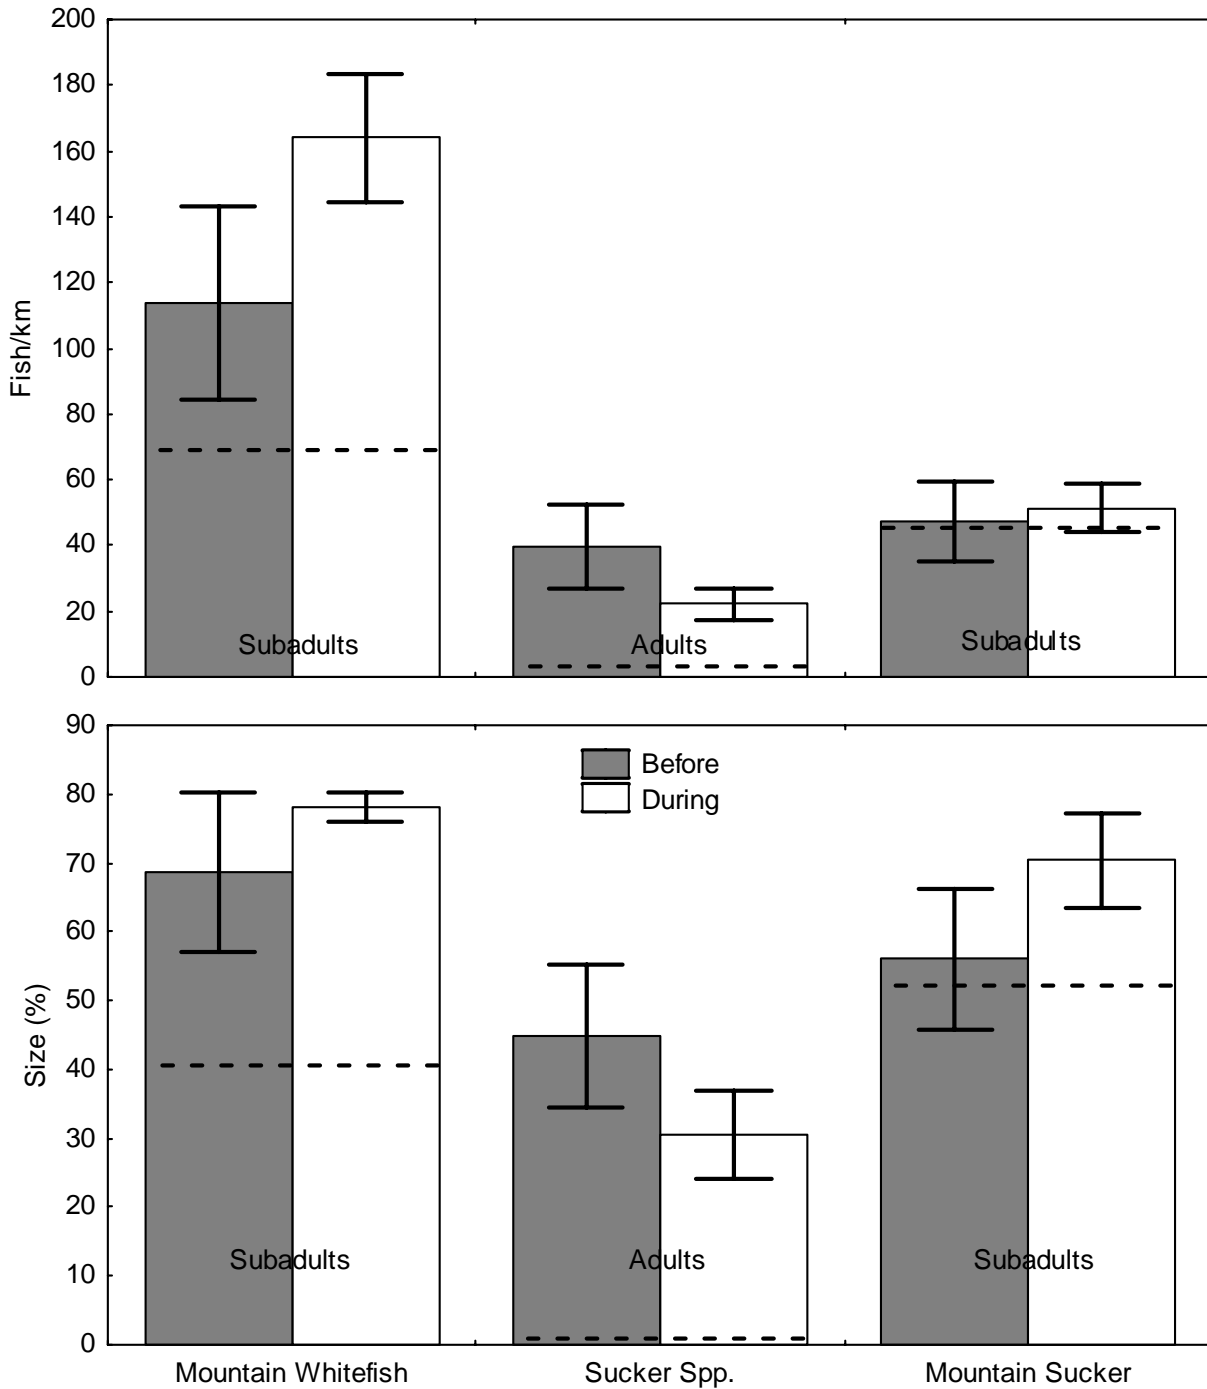 200
180
160
140
120
100
80
60
40
20
0
Fish/km
Subadults
Adults
Subadults
90
80
70
60
50
40
30
20
10
0
Size (%)
Before
During
Subadults
Adults
Subadults
Mountain Whitefish
Sucker Spp.
Mountain Sucker